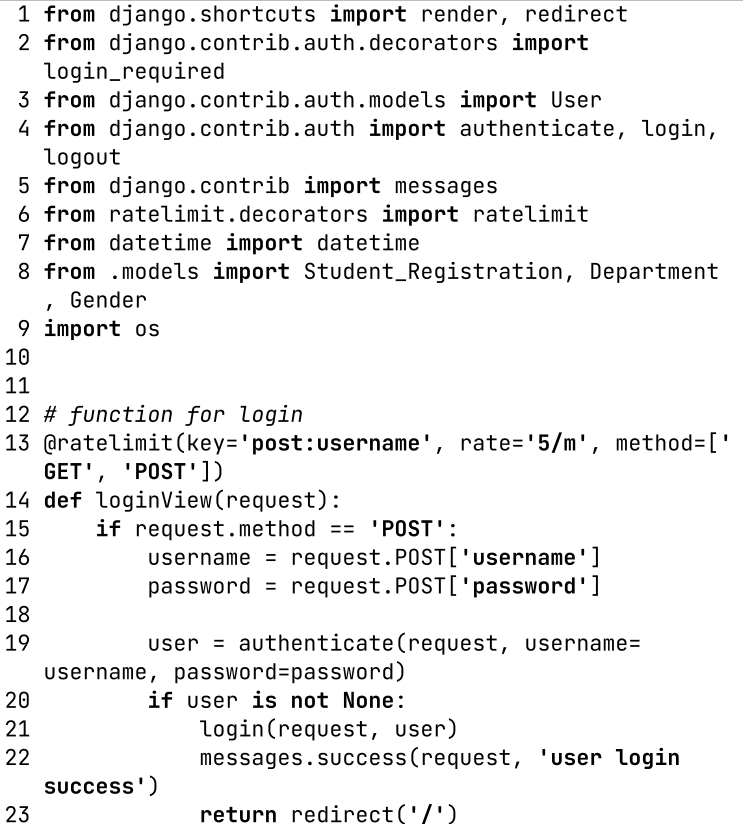 1 from django.shortcuts import render, redirect
2 from django.contrib.auth.decorators import
login_required
3 from django.contrib.auth.models import User
4 from django.contrib.auth import authenticate, login,
logout
5 from django.contrib import messages
6 from ratelimit.decorators import ratelimit
7 from datetime import datetime
8 from .models import Student_Registration, Department
, Gender
9 import os
10
11
12 # function for login
13 @ratelimit(key='post:username', rate='5/m', method=['
GET', 'POST'])
14 def loginView(request):
15     if request.method == 'POST':
16         username = request.POST['username']
17         password = request.POST['password']
18
19         user = authenticate(request, username=
username, password=password)
20         if user is not None:
21             login(request, user)
22             messages.success(request, 'user login
success')
23             return redirect('/')